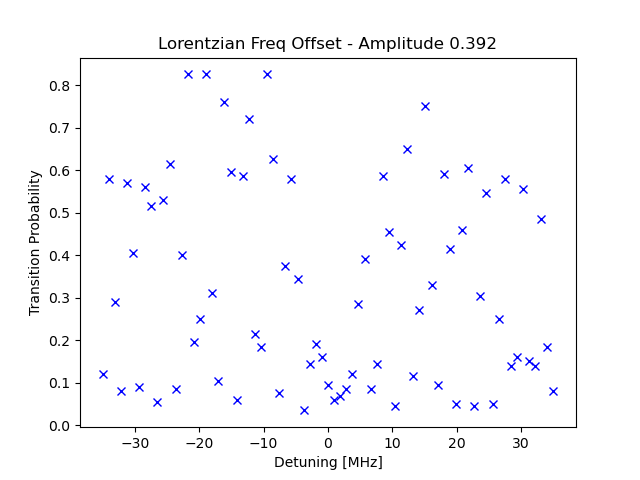 Lorentzian Freq Offset - Amplitude 0.392
Transition Probability
0.8
0.7
0.6
0.5
0.4
0.3
0.2
0.1
0.0
−30 −20 −10 0 10 20 30
Detuning [MHz]